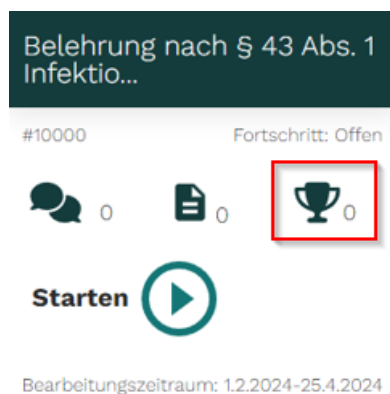 Belehrung nach § 43 Abs. 1
Infektio...
#10000 Fortschritt: Offen
0 0 0
Starten
Bearbeitungszeitraum: 1.2.2024-25.4.2024